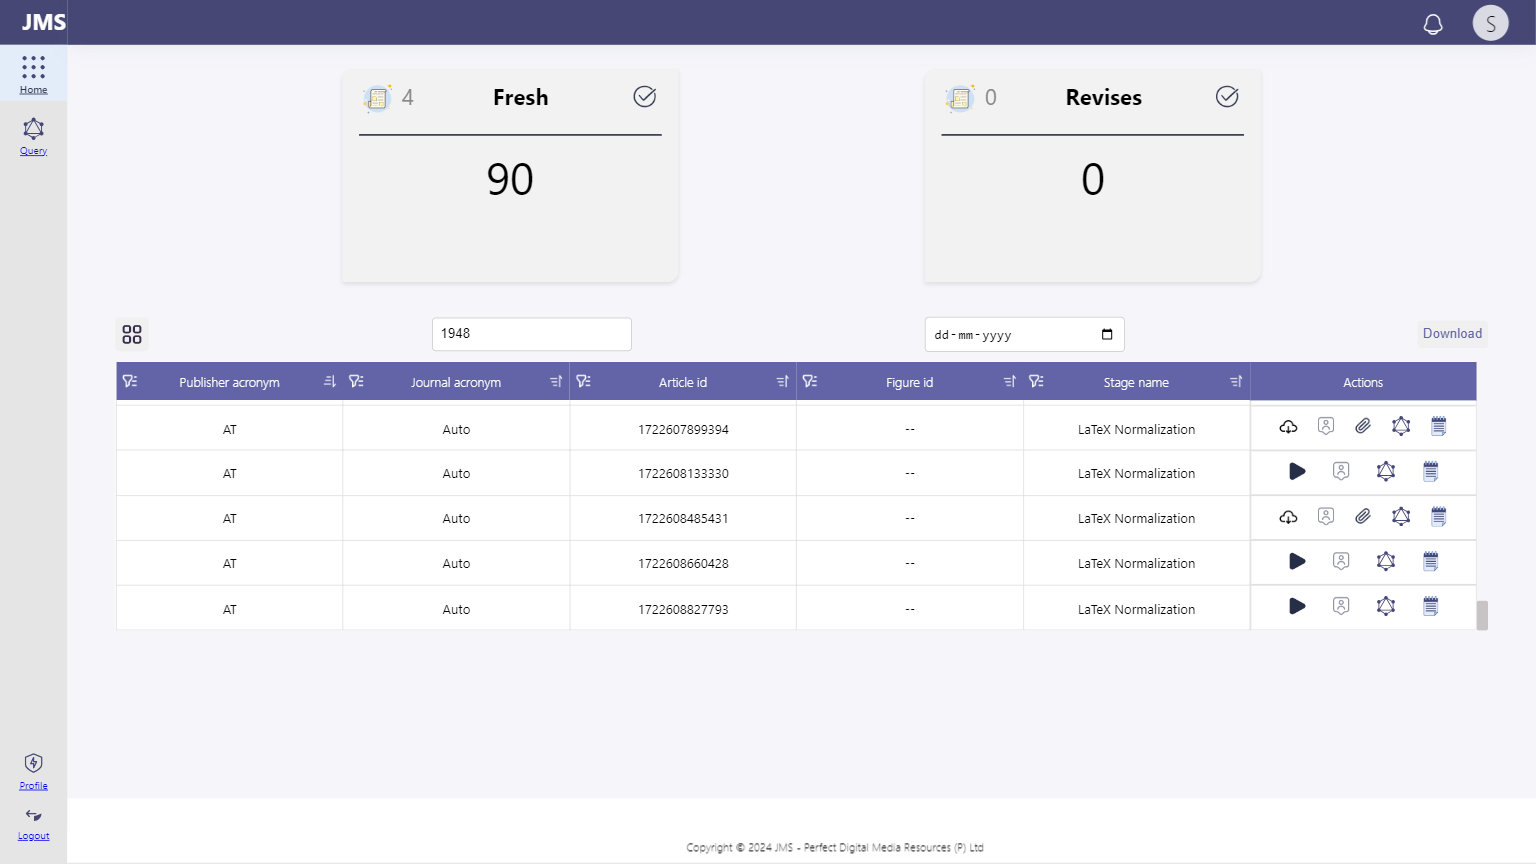 JMS
S
Home
Query
4 Fresh
90
0 Revises
0
1948
dd-mm-yyyy
Download
Publisher acronym Journal acronym Article id Figure id Stage name Actions
AT Auto 1722607899394 -- LaTeX Normalization
AT Auto 1722608133330 -- LaTeX Normalization
AT Auto 1722608485431 -- LaTeX Normalization
AT Auto 1722608660428 -- LaTeX Normalization
AT Auto 1722608827793 -- LaTeX Normalization
Profile
Logout
Copyright © 2024 JMS - Perfect Digital Media Resources (P) Ltd